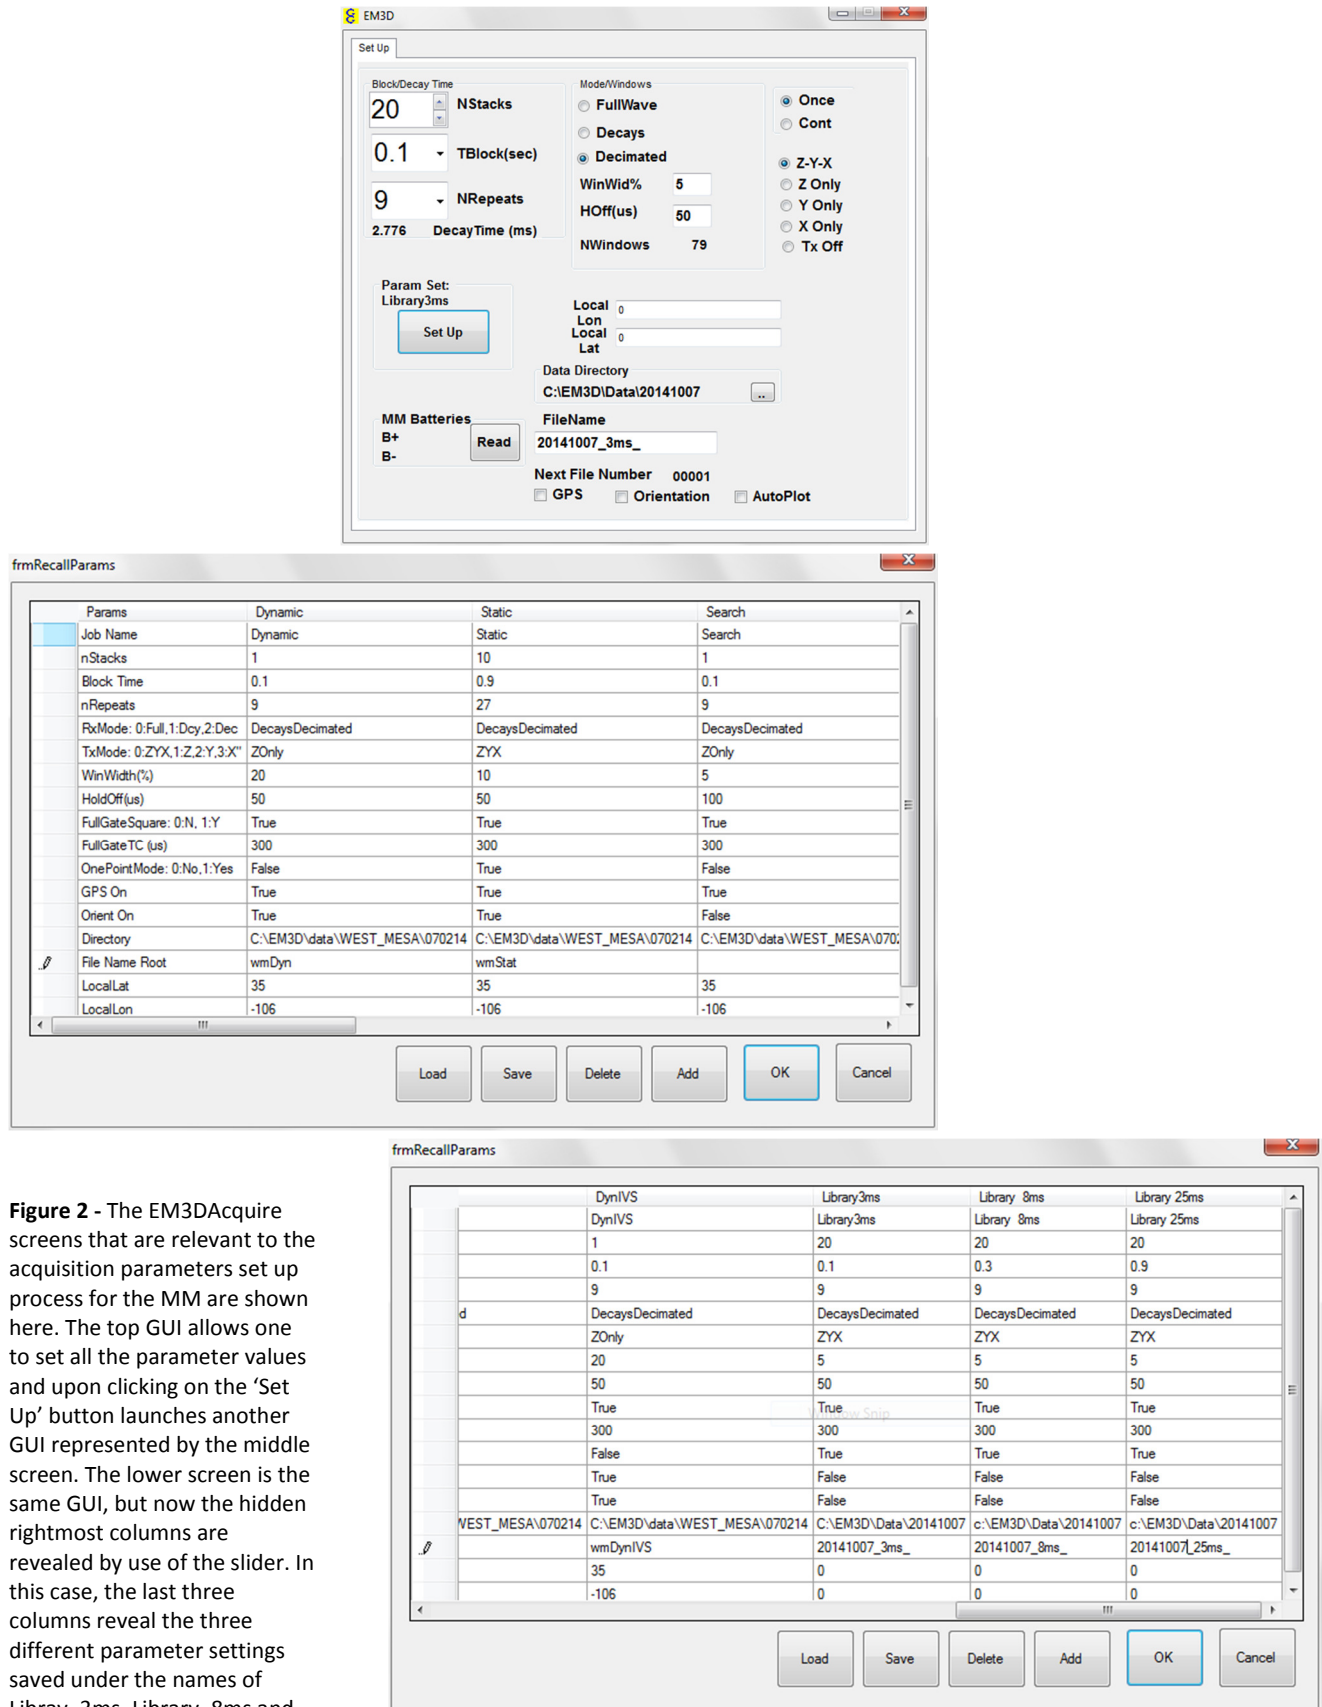 EM3D
Set Up
Block/Decay Time
20 NStacks
0.1 TBlock(sec)
9 NRepeats
2.776 DecayTime (ms)
Mode/Windows
FullWave
Decays
Decimated
WinWid% 5
HOff(us) 50
NWindows 79
Once
Cont
Z-Y-X
Z Only
Y Only
X Only
Tx Off
Param Set:
Library3ms
Set Up
Local Lon 0
Local Lat 0
Data Directory
C:\EM3D\Data\20141007 ..
MM Batteries
B+
B-
Read
FileName
20141007_3ms_
Next File Number 00001
GPS Orientation AutoPlot
frmRecallParams
Params Dynamic Static Search
Job Name Dynamic Static Search
nStacks 1 10 1
Block Time 0.1 0.9 0.1
nRepeats 9 27 9
RxMode: 0:Full,1:Dcy,2:Dec DecaysDecimated DecaysDecimated DecaysDecimated
TxMode: 0:ZYX,1:Z,2:Y,3:X" ZOnly ZYX ZOnly
WinWidth(%) 20 10 5
HoldOff(us) 50 50 100
FullGateSquare: 0:N, 1:Y True True True
FullGateTC (us) 300 300 300
OnePointMode: 0:No,1:Yes False True False
GPS On True True True
Orient On True True False
Directory C:\EM3D\data\WEST_MESA\070214 C:\EM3D\data\WEST_MESA\070214 C:\EM3D\data\WEST_MESA\070
File Name Root wmDyn wmStat
LocalLat 35 35 35
LocalLon -106 -106 -106
Load Save Delete Add OK Cancel
frmRecallParams
DynIVS Library3ms Library 8ms Library 25ms
DynIVS Library3ms Library 8ms Library 25ms
1 20 20 20
0.1 0.1 0.3 0.9
9 9 9 9
d DecaysDecimated DecaysDecimated DecaysDecimated DecaysDecimated
ZOnly ZYX ZYX ZYX
20 5 5 5
50 50 50 50
True True True True
Window Snip
300 300 300 300
False True True True
True False False False
True False False False
WEST_MESA\070214 C:\EM3D\data\WEST_MESA\070214 C:\EM3D\Data\20141007 c:\EM3D\Data\20141007 c:\EM3D\Data\20141007
wmDynIVS 20141007_3ms_ 20141007_8ms_ 20141007_25ms_
35 0 0 0
-106 0 0 0
Load Save Delete Add OK Cancel
Figure 2 - The EM3DAcquire
screens that are relevant to the
acquisition parameters set up
process for the MM are shown
here. The top GUI allows one
to set all the parameter values
and upon clicking on the ‘Set
Up’ button launches another
GUI represented by the middle
screen. The lower screen is the
same GUI, but now the hidden
rightmost columns are
revealed by use of the slider. In
this case, the last three
columns reveal the three
different parameter settings
saved under the names of
Libray_3ms, Library_8ms and